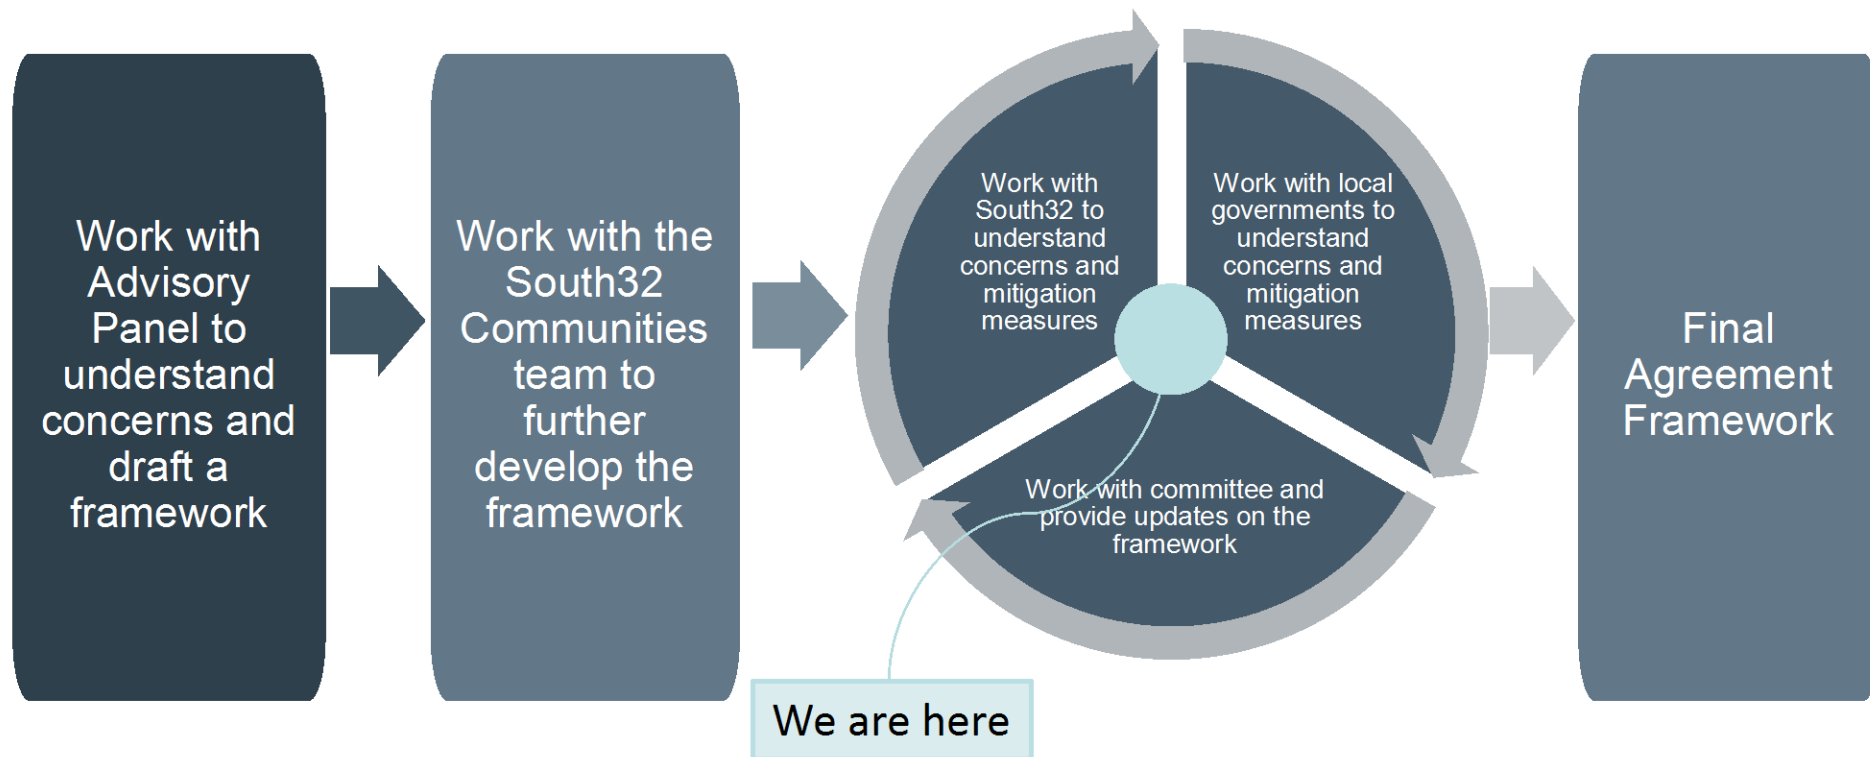 Work with
Advisory
Panel to
understand
concerns and
draft a
framework
Work with the
South32
Communities
team to
further
develop the
framework
Work with
South32 to
understand
concerns and
mitigation
measures
Work with local
governments to
understand
concerns and
mitigation
measures
Work with committee and
provide updates on the
framework
Final
Agreement
Framework
We are here